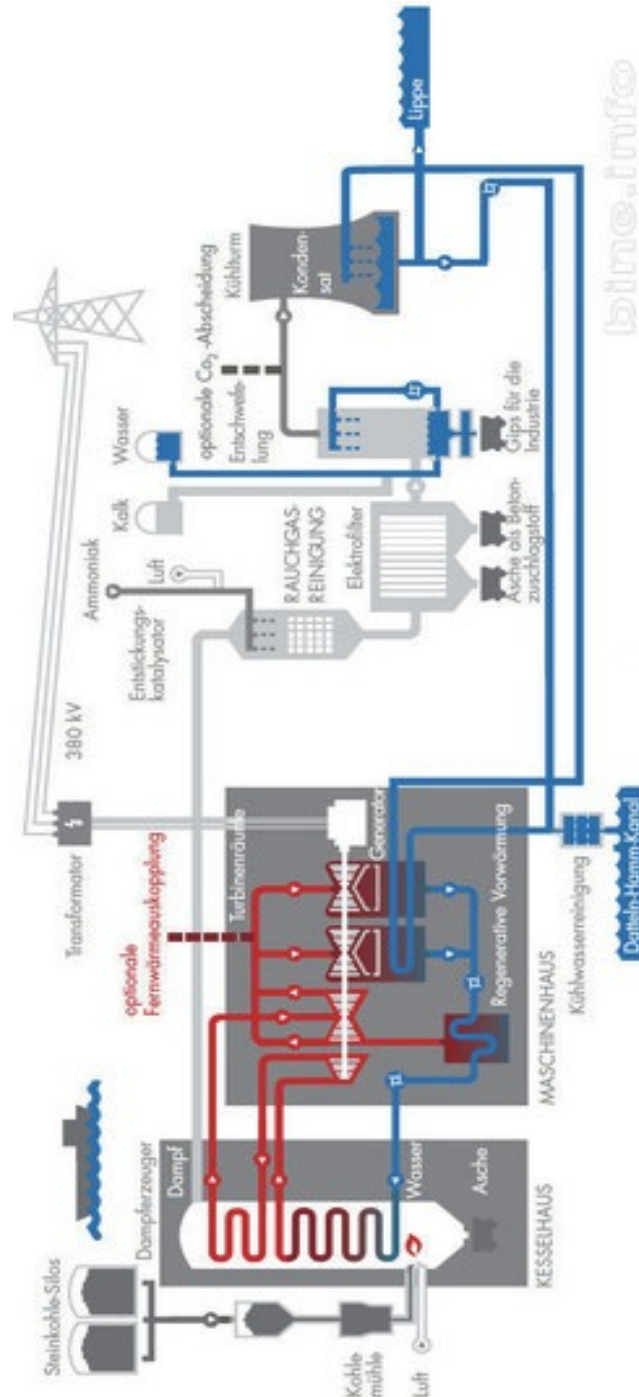 Steinkohle-Silos
Kohle
mühle
Luft
Dampferzeuger
Dampf
Wasser
Asche
KESSELHAUS
Transformator
380 kV
optionale
Fernwärmeauskopplung
Turbinenräume
Generator
Regenerative Vorwärmung
MASCHINENHAUS
Kühlwasserreinigung
Datteln-Hamm-Kanal
Ammoniak
Luft
Entstickungs-
katalysator
RAUCHGAS-
REINIGUNG
Elektrofilter
Asche als Beton-
zuschlagstoff
Kalk
Wasser
optionale Co₂-Abscheidung
Entschwefe-
lung
Gips für die
Industrie
Kühlturm
Konden-
sat
Lippe
bine.info